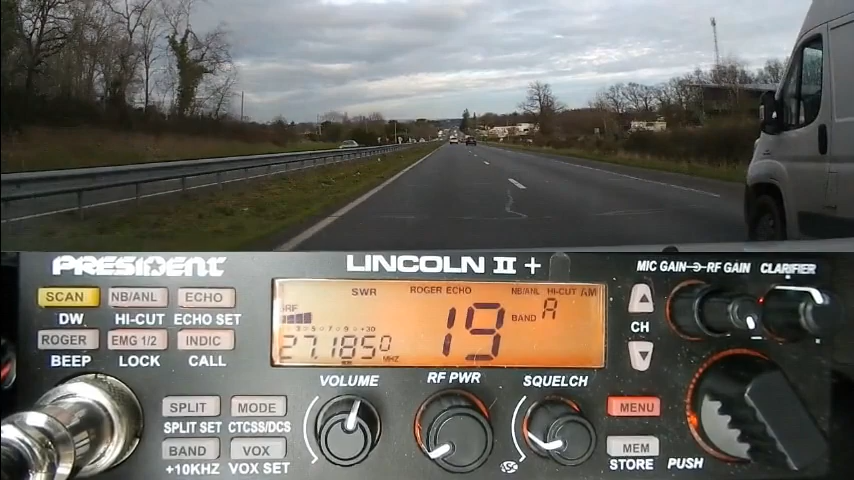 PRESIDENT
LINCOLN II +
MIC GAIN RF GAIN CLARIFIER
SCAN NB/ANL ECHO
DW HI-CUT ECHO SET
ROGER EMG 1/2 INDIC
BEEP LOCK CALL
SWR ROGER ECHO NB/ANL HI-CUT AM
RF
19 BAND A
27.1850 MHZ
CH
VOLUME RF PWR SQUELCH
SPLIT MODE
SPLIT SET CTCSS/DCS
BAND VOX
+10KHZ VOX SET
MENU
MEM
STORE PUSH